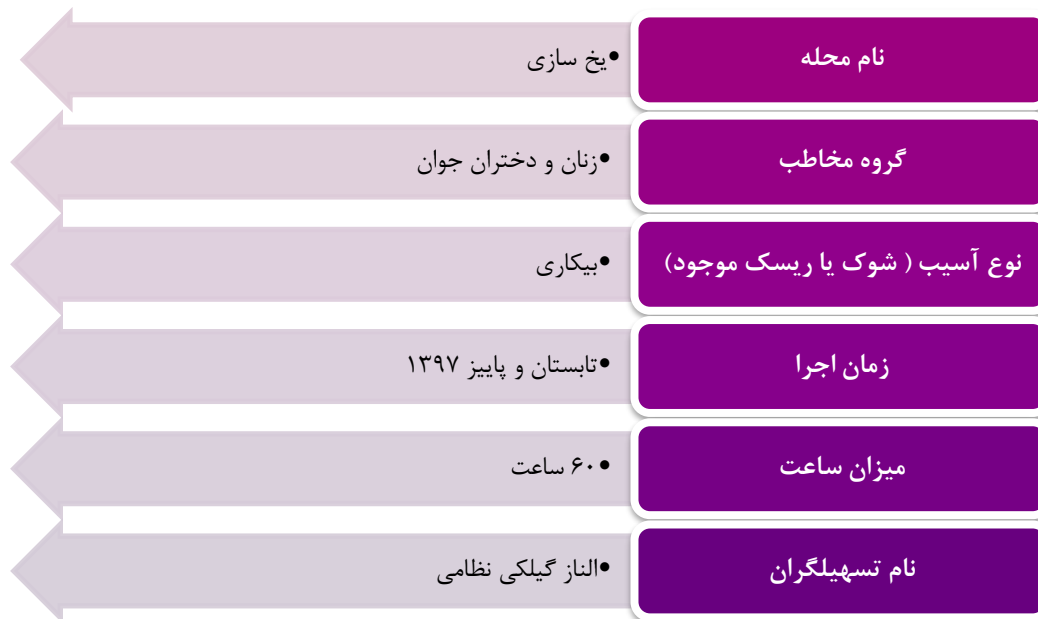 نام محله
•یخ سازی
گروه مخاطب
•زنان و دختران جوان
نوع آسیب ( شوک یا ریسک موجود)
•بیکاری
زمان اجرا
•تابستان و پاییز ۱۳۹۷
میزان ساعت
•۶۰ ساعت
نام تسهیلگران
•الناز گیلکی نظامی